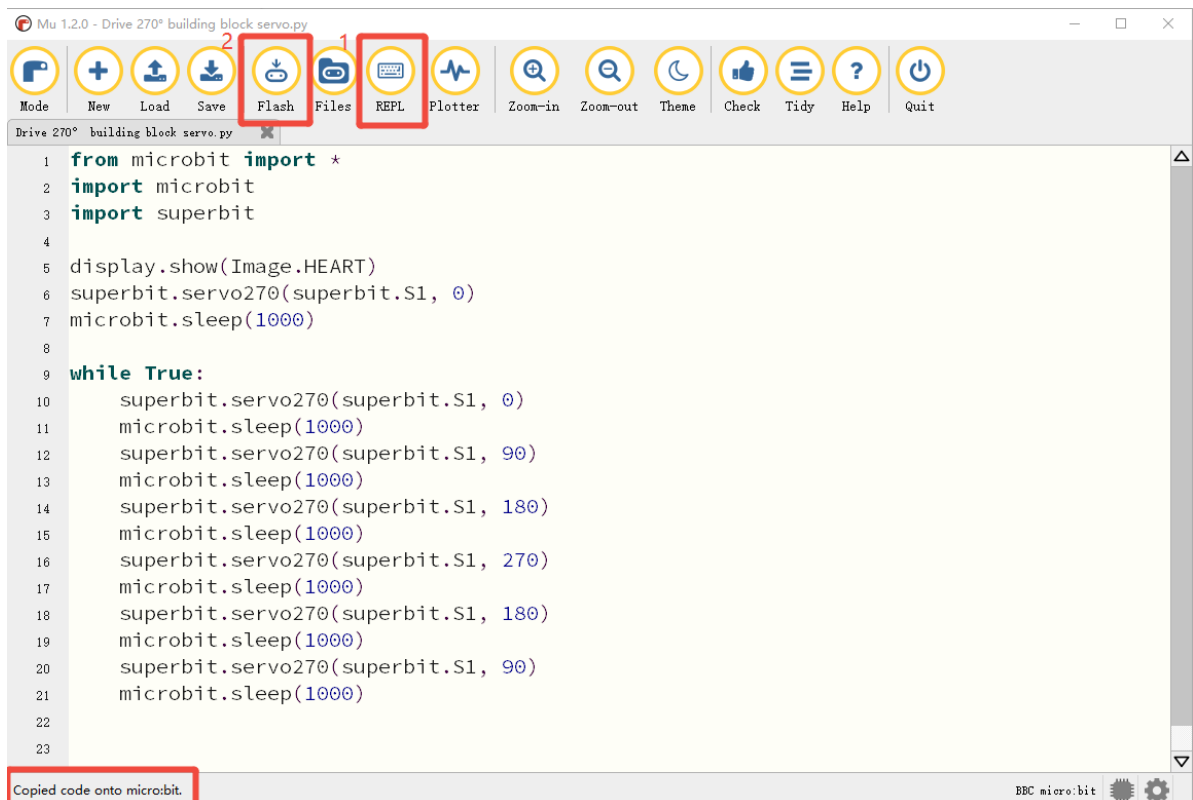 Mu 1.2.0 - Drive 270° building block servo.py
2 1
Mode New Load Save Flash Files REPL Plotter Zoom-in Zoom-out Theme Check Tidy Help Quit
Drive 270° building block servo.py
1 from microbit import *
2 import microbit
3 import superbit
4
5 display.show(Image.HEART)
6 superbit.servo270(superbit.S1, 0)
7 microbit.sleep(1000)
8
9 while True:
10 superbit.servo270(superbit.S1, 0)
11 microbit.sleep(1000)
12 superbit.servo270(superbit.S1, 90)
13 microbit.sleep(1000)
14 superbit.servo270(superbit.S1, 180)
15 microbit.sleep(1000)
16 superbit.servo270(superbit.S1, 270)
17 microbit.sleep(1000)
18 superbit.servo270(superbit.S1, 180)
19 microbit.sleep(1000)
20 superbit.servo270(superbit.S1, 90)
21 microbit.sleep(1000)
22
23
Copied code onto micro:bit. BBC micro:bit